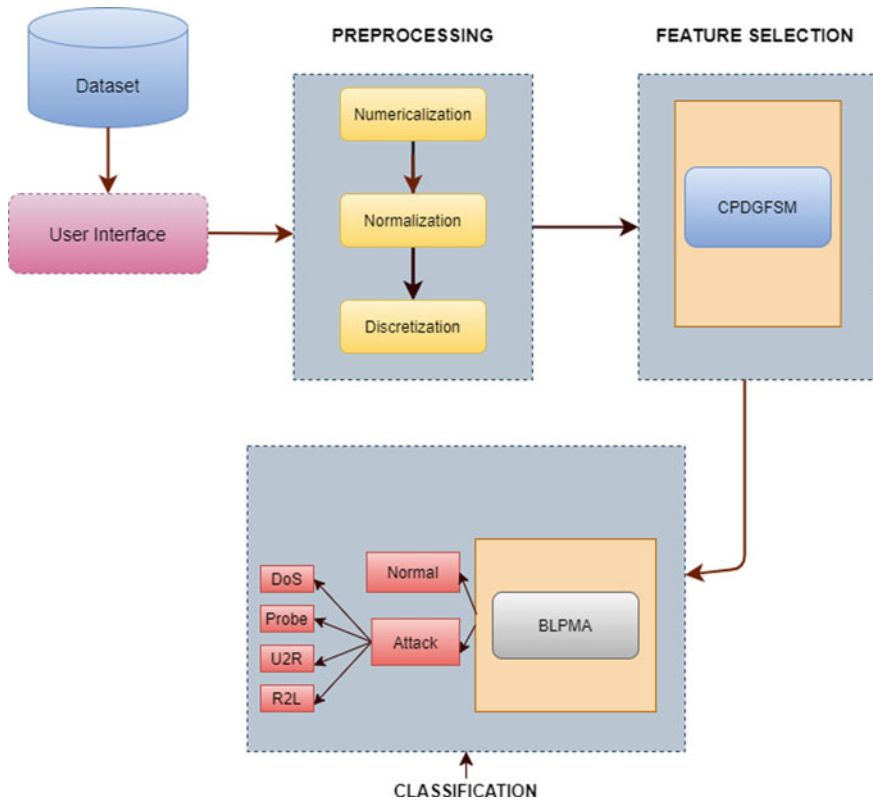 Dataset
User Interface
PREPROCESSING
Numericalization
Normalization
Discretization
FEATURE SELECTION
CPDGFSM
BLPMA
Normal
Attack
DoS
Probe
U2R
R2L
CLASSIFICATION